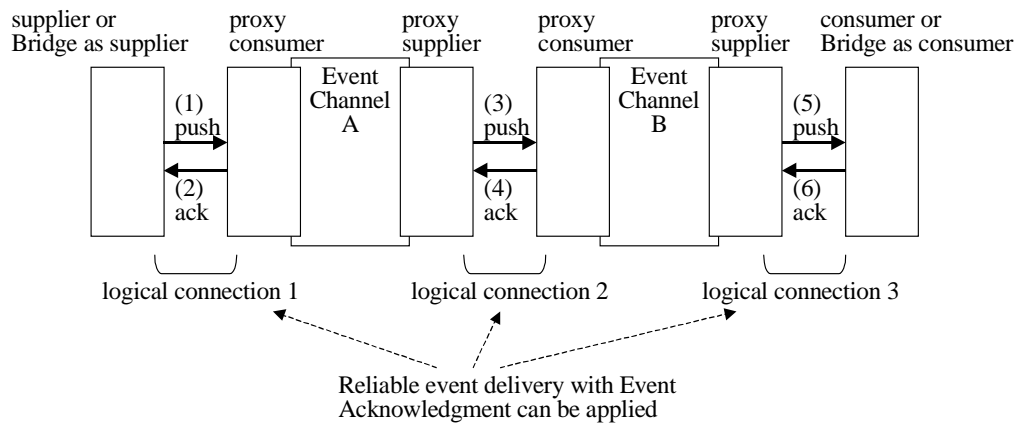 supplier or
Bridge as supplier
proxy
consumer
proxy
supplier
proxy
consumer
proxy
supplier
consumer or
Bridge as consumer
Event
Channel
A
Event
Channel
B
(1)
push
(2)
ack
(3)
push
(4)
ack
(5)
push
(6)
ack
logical connection 1
logical connection 2
logical connection 3
Reliable event delivery with Event
Acknowledgment can be applied